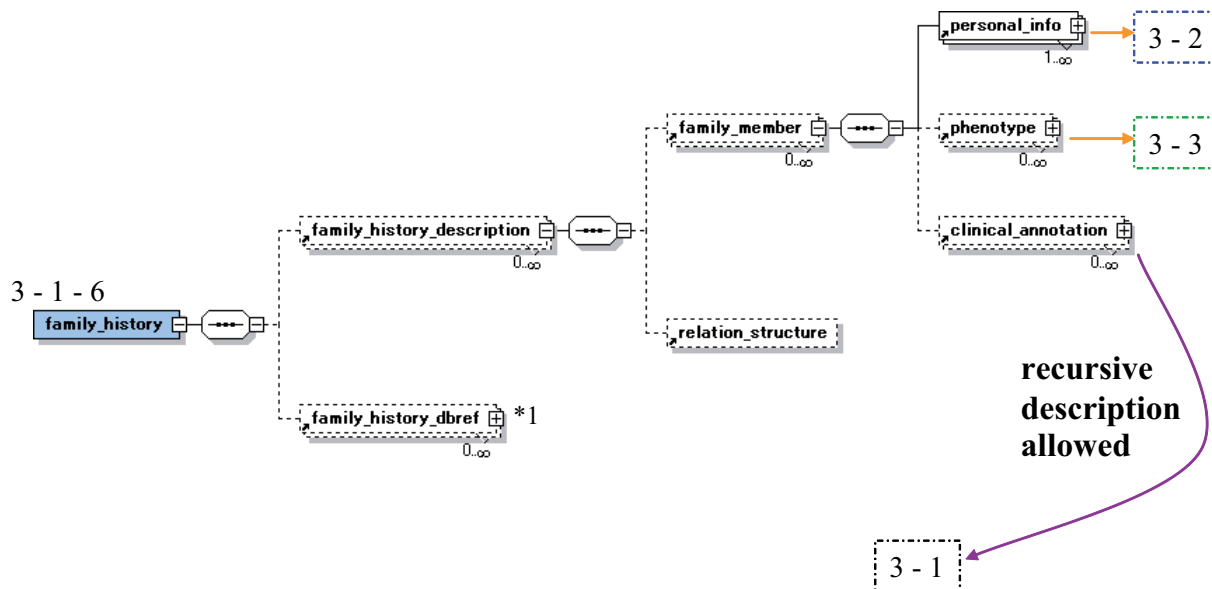 personal_info
1..∞
3 - 2
family_member
0..∞
phenotype
0..∞
3 - 3
family_history_description
0..∞
clinical_annotation
0..∞
3 - 1 - 6
family_history
relation_structure
recursive
description
allowed
family_history_dbref
*1
0..∞
3 - 1